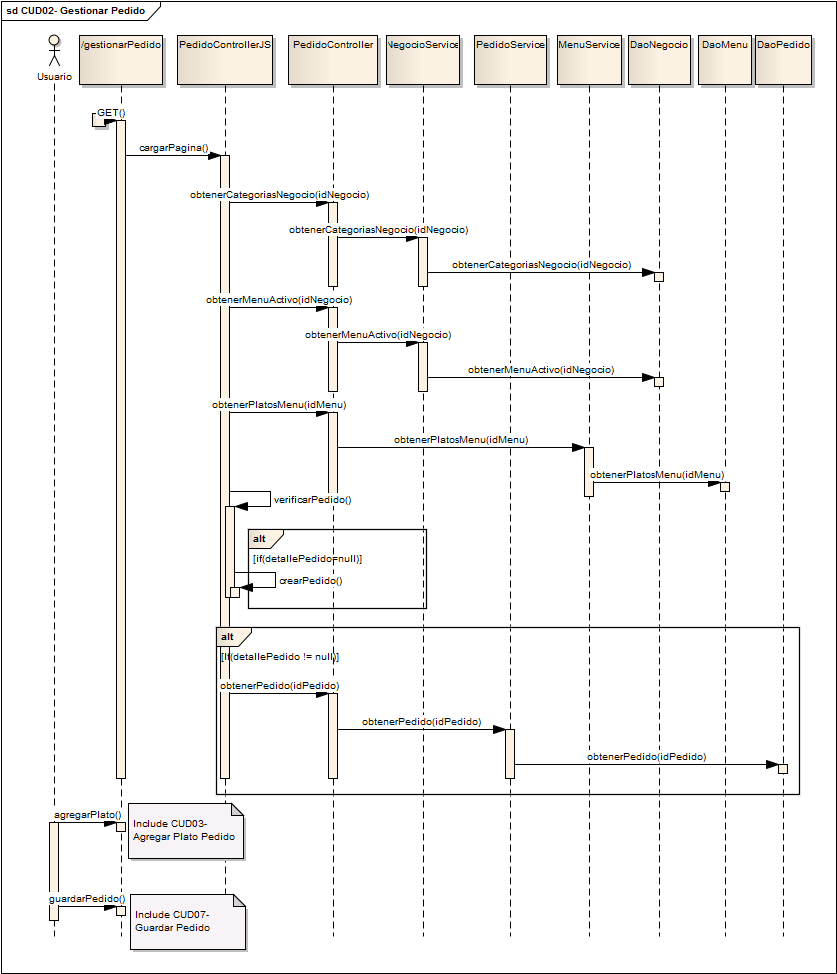 sd CUD02- Gestionar Pedido
Usuario
/gestionarPedido
PedidoControllerJS
PedidoController
NegocioService
PedidoService
MenuService
DaoNegocio
DaoMenu
DaoPedido
GET()
cargarPagina()
obtenerCategoriasNegocio(idNegocio)
obtenerCategoriasNegocio(idNegocio)
obtenerCategoriasNegocio(idNegocio)
obtenerMenuActivo(idNegocio)
obtenerMenuActivo(idNegocio)
obtenerMenuActivo(idNegocio)
obtenerPlatosMenu(idMenu)
obtenerPlatosMenu(idMenu)
obtenerPlatosMenu(idMenu)
verificarPedido()
alt
[if(detallePedido=null)]
crearPedido()
alt
[If(detallePedido != null)]
obtenerPedido(idPedido)
obtenerPedido(idPedido)
obtenerPedido(idPedido)
agregarPlato()
Include CUD03-
Agregar Plato Pedido
guardarPedido()
Include CUD07-
Guardar Pedido